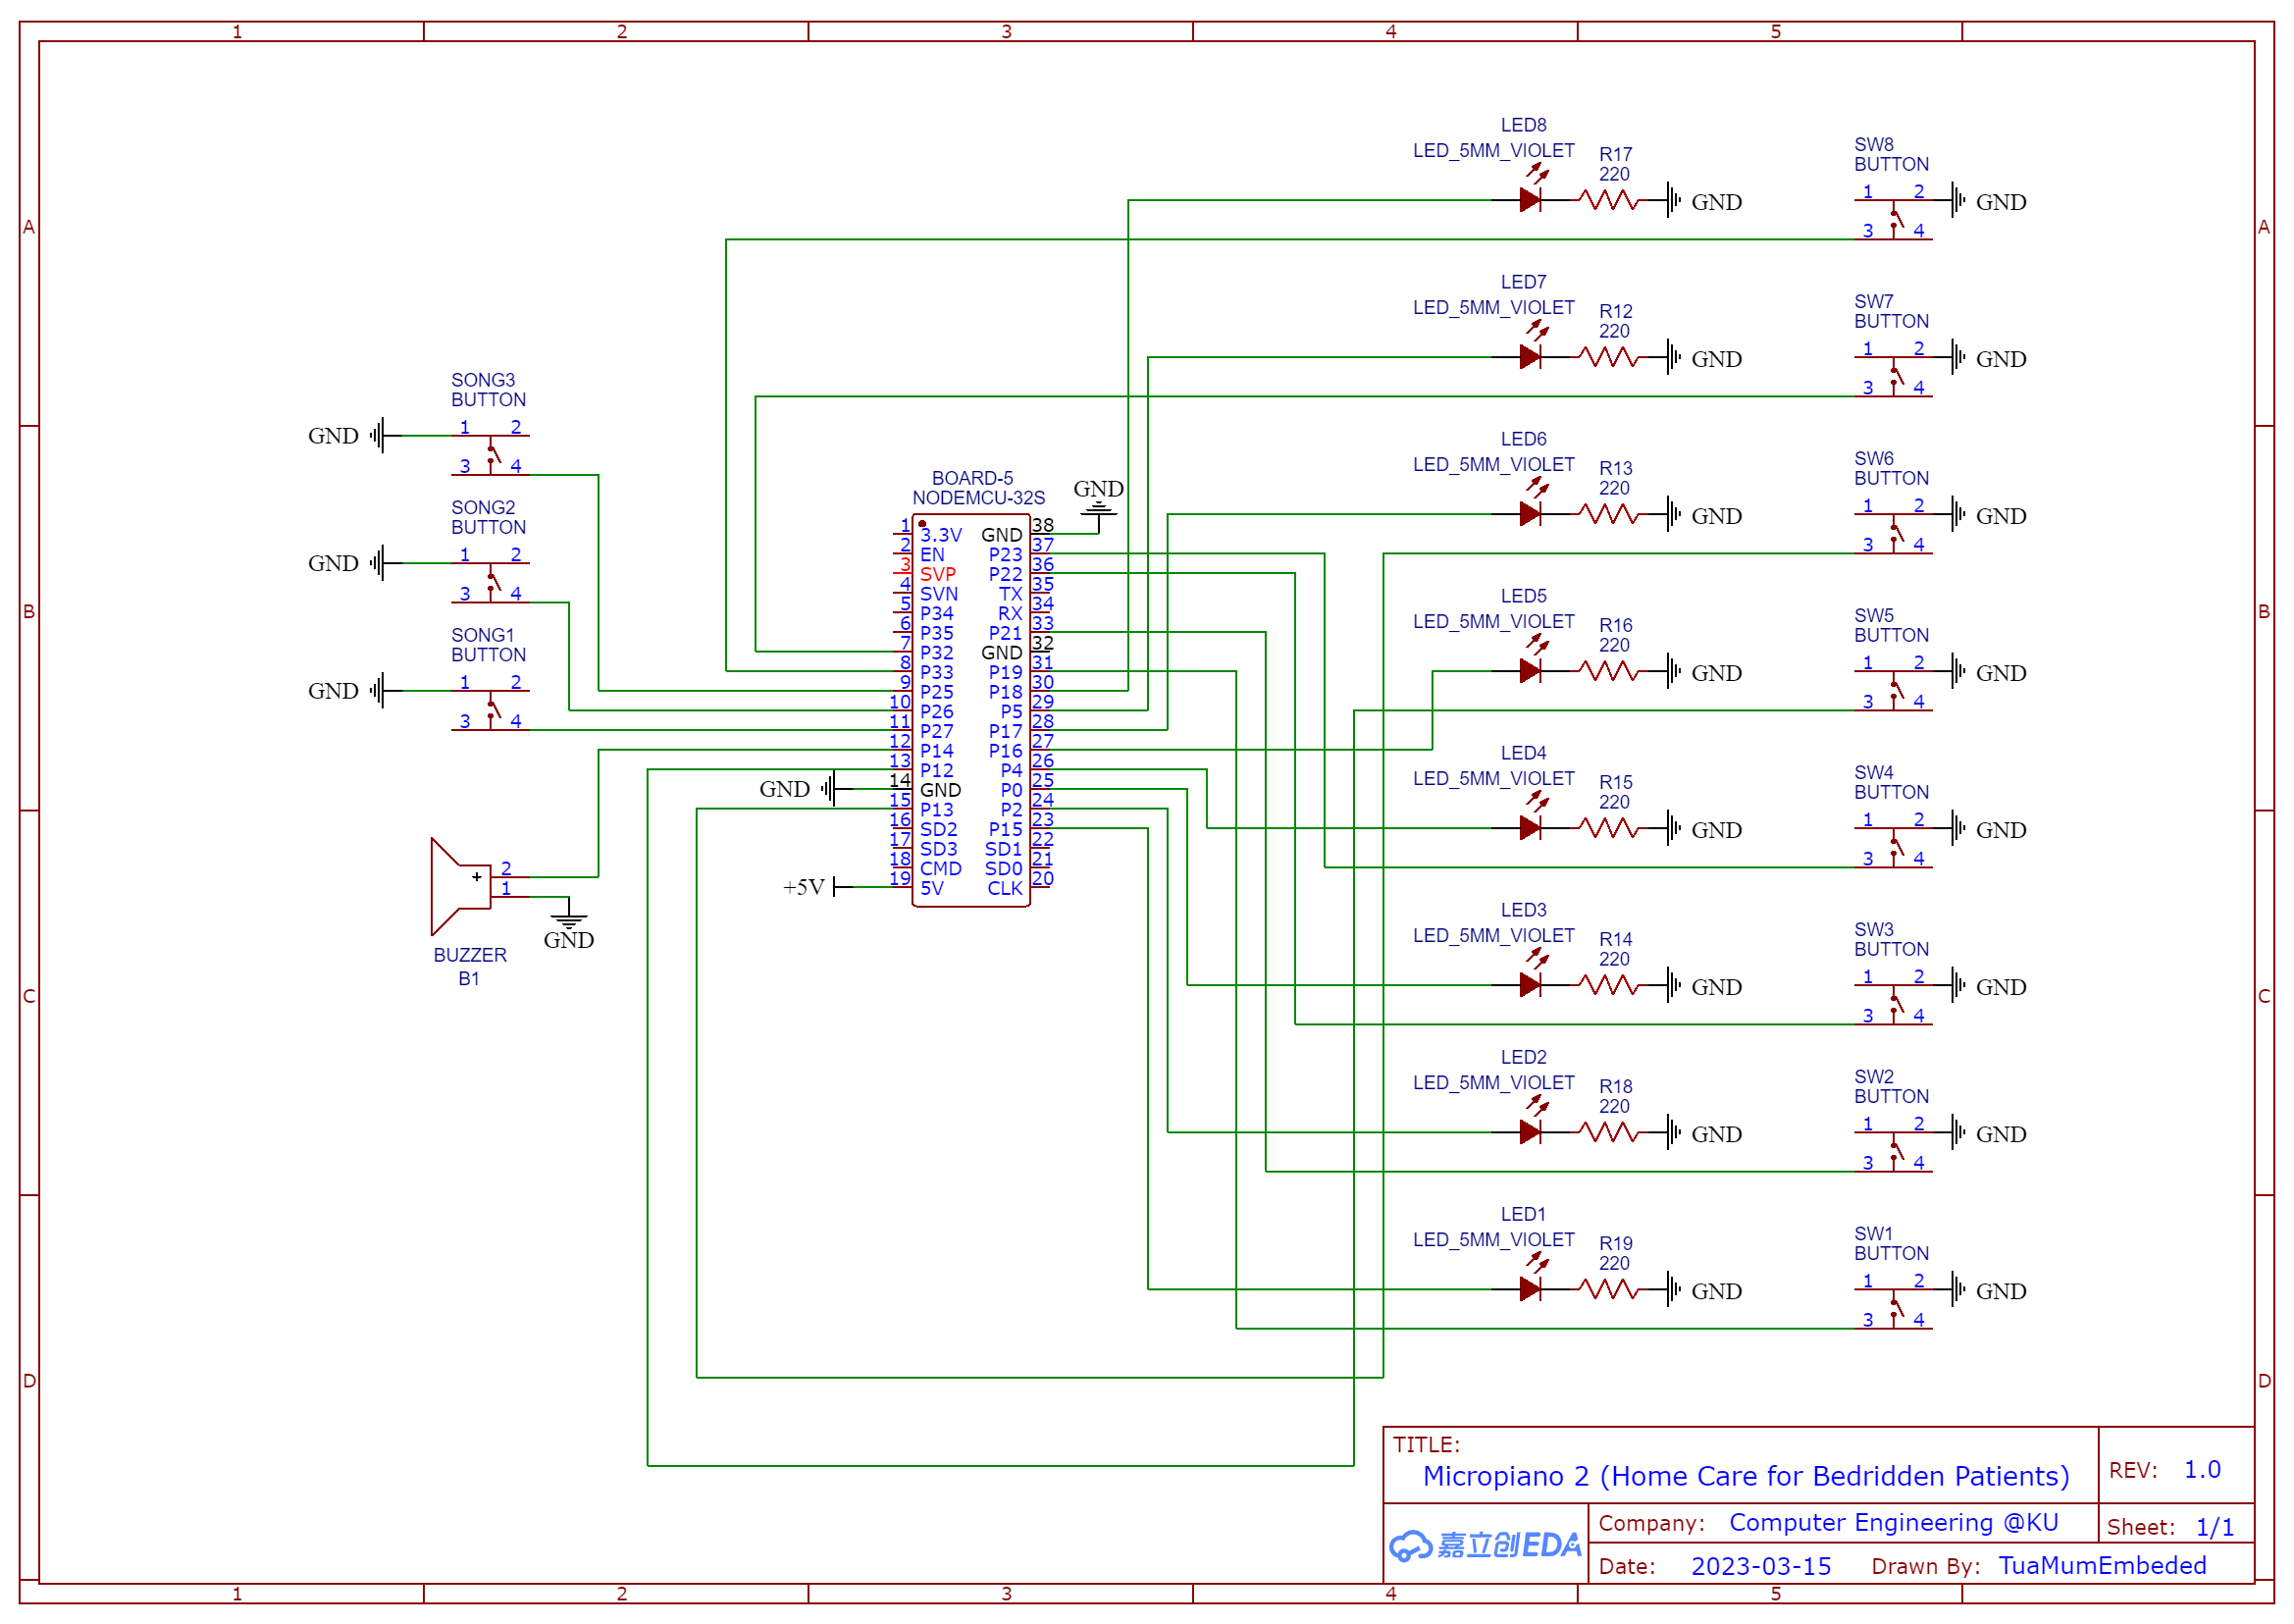 1 2 3 4 5
A A
B B
C C
D D
LED8
LED_5MM_VIOLET
R17
220
GND
SW8
BUTTON
1 2
3 4
GND
LED7
LED_5MM_VIOLET
R12
220
GND
SW7
BUTTON
1 2
3 4
GND
LED6
LED_5MM_VIOLET
R13
220
GND
SW6
BUTTON
1 2
3 4
GND
LED5
LED_5MM_VIOLET
R16
220
GND
SW5
BUTTON
1 2
3 4
GND
LED4
LED_5MM_VIOLET
R15
220
GND
SW4
BUTTON
1 2
3 4
GND
LED3
LED_5MM_VIOLET
R14
220
GND
SW3
BUTTON
1 2
3 4
GND
LED2
LED_5MM_VIOLET
R18
220
GND
SW2
BUTTON
1 2
3 4
GND
LED1
LED_5MM_VIOLET
R19
220
GND
SW1
BUTTON
1 2
3 4
GND
SONG3
BUTTON
GND
1 2
3 4
SONG2
BUTTON
GND
1 2
3 4
SONG1
BUTTON
GND
1 2
3 4
BOARD-5
NODEMCU-32S
GND
1 3.3V GND 38
2 EN P23 37
3 SVP P22 36
4 SVN TX 35
5 P34 RX 34
6 P35 P21 33
7 P32 GND 32
8 P33 P19 31
9 P25 P18 30
10 P26 P5 29
11 P27 P17 28
12 P14 P16 27
13 P12 P4 26
GND 14 GND P0 25
15 P13 P2 24
16 SD2 P15 23
17 SD3 SD1 22
18 CMD SD0 21
+5V 19 5V CLK 20
+ 2
1
GND
BUZZER
B1
TITLE:
Micropiano 2 (Home Care for Bedridden Patients)
REV: 1.0
嘉立创EDA
Company: Computer Engineering @KU
Sheet: 1/1
Date: 2023-03-15 Drawn By: TuaMumEmbeded
1 2 3 4 5